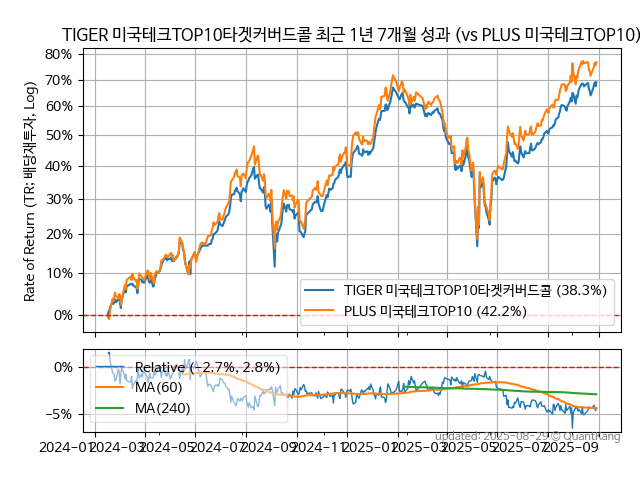 TIGER 미국테크TOP10타겟커버드콜 최근 1년 7개월 성과 (vs PLUS 미국테크TOP10)
Rate of Return (TR: 배당재투자, Log)
80%
70%
60%
50%
40%
30%
20%
10%
0%
TIGER 미국테크TOP10타겟커버드콜 (38.3%)
PLUS 미국테크TOP10 (42.2%)
0%
−5%
Relative (−2.7%, 2.8%)
MA(60)
MA(240)
updated: 2025-08-29 © QuantKang
2024-01 2024-03 2024-05 2024-07 2024-09 2024-11 2025-01 2025-03 2025-05 2025-07 2025-09